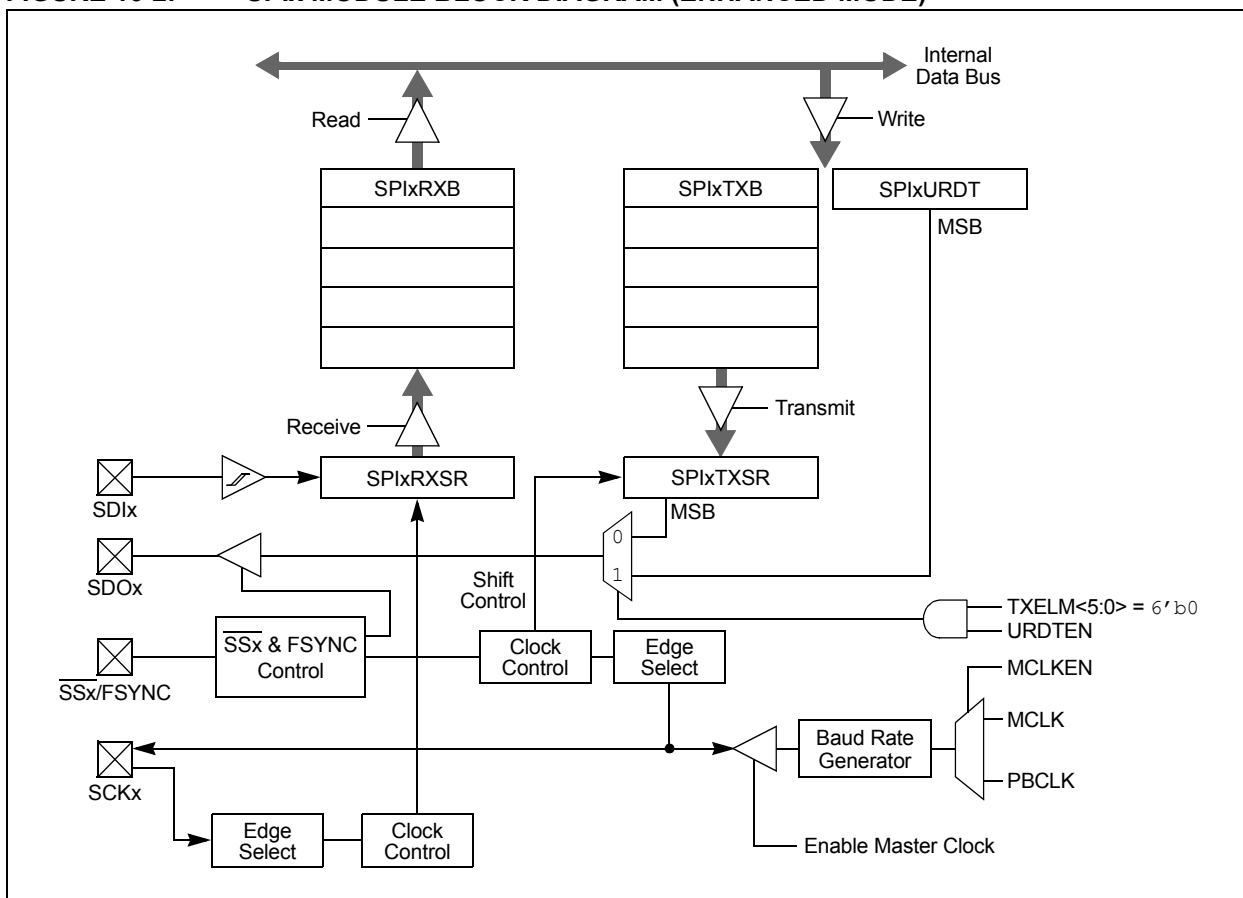 Internal
Data Bus
Read
Write
SPIxRXB
SPIxTXB
SPIxURDT
MSB
Transmit
Receive
SPIxRXSR
SPIxTXSR
SDIx
MSB
0
SDOx
1
Shift
Control
TXELM<5:0> = 6'b0
URDTEN
SSx & FSYNC
Control
Clock
Control
Edge
Select
SSx/FSYNC
MCLKEN
MCLK
Baud Rate
Generator
PBCLK
SCKx
Edge
Select
Clock
Control
Enable Master Clock